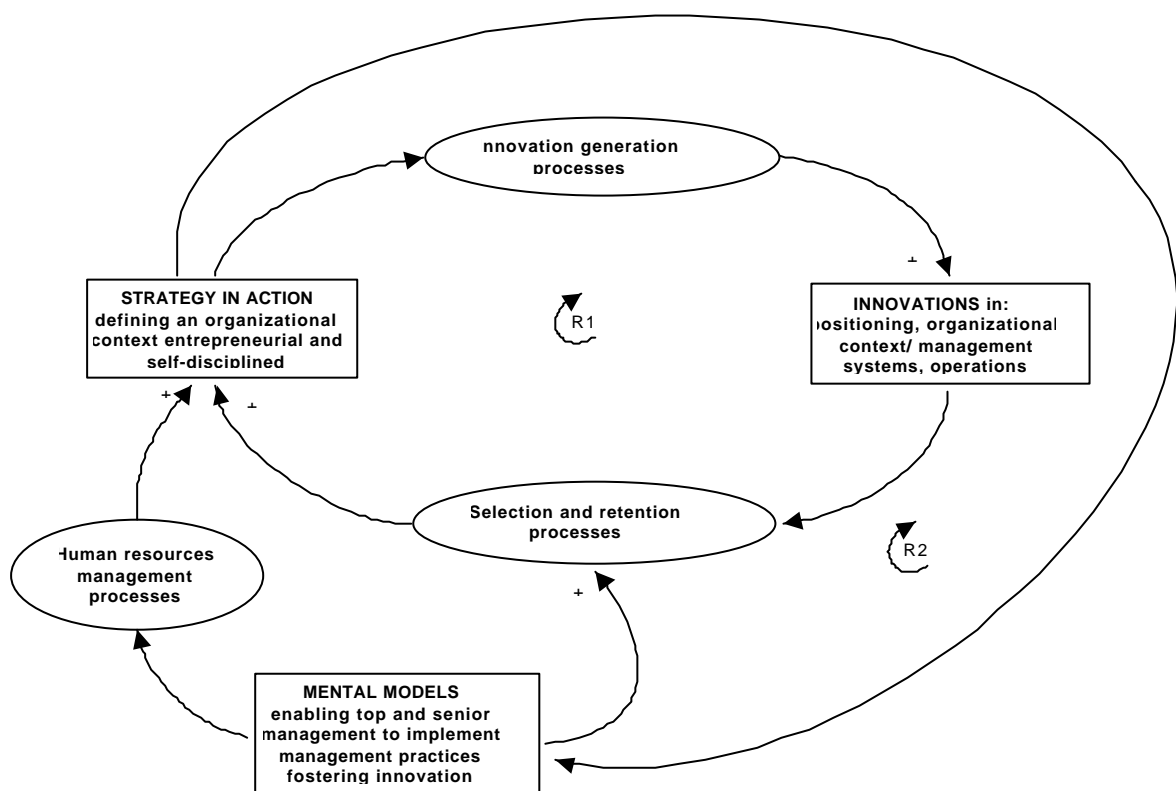 nnovation generation
processes
+
STRATEGY IN ACTION
defining an organizational
context entrepreneurial and
self-disciplined
R1
INNOVATIONS in:
positioning, organizational
context/ management
systems, operations
+
+
Selection and retention
processes
R2
Human resources
management
processes
+
MENTAL MODELS
enabling top and senior
management to implement
management practices
fostering innovation